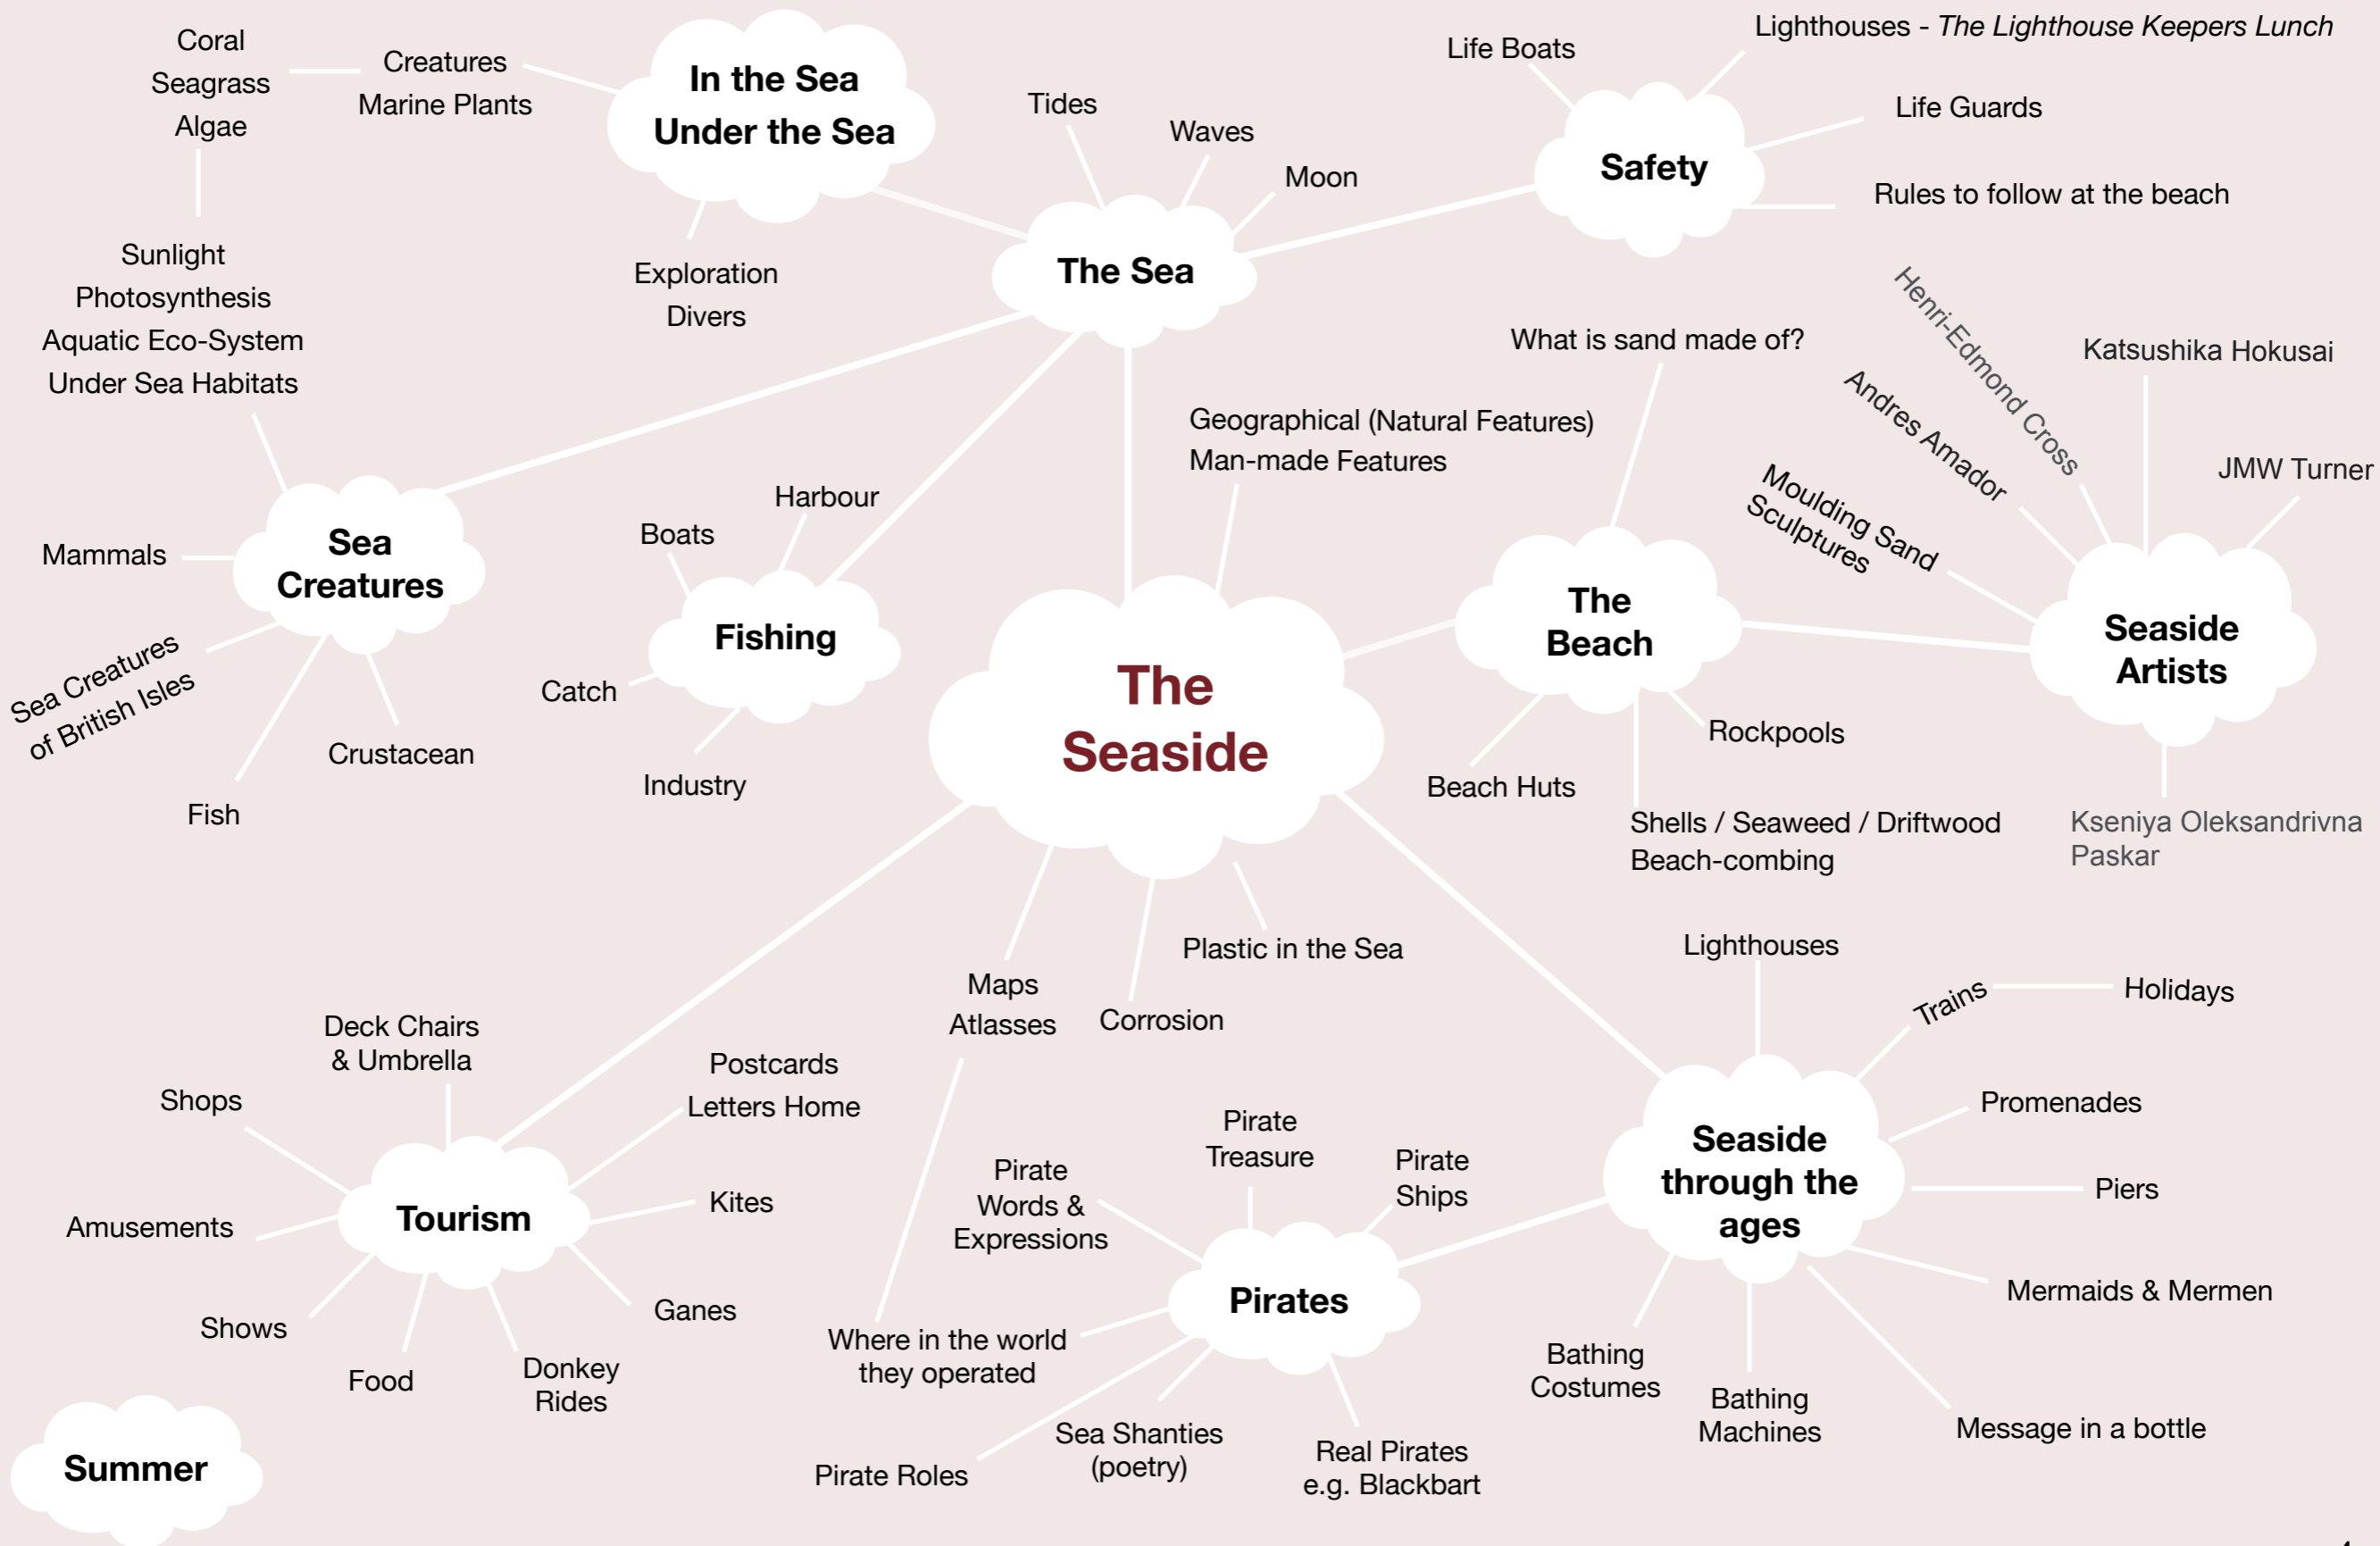 Coral
Seagrass
Algae
Creatures
Marine Plants
In the Sea
Under the Sea
Tides
Waves
Moon
Life Boats
Lighthouses - The Lighthouse Keepers Lunch
Life Guards
Safety
Rules to follow at the beach
Sunlight
Photosynthesis
Aquatic Eco-System
Under Sea Habitats
Exploration
Divers
The Sea
What is sand made of?
Geographical (Natural Features)
Man-made Features
Henri-Edmond Cross
Katsushika Hokusai
Andres Amador
JMW Turner
Moulding Sand
Sculptures
Mammals
Sea
Creatures
Harbour
Boats
Fishing
Catch
Industry
Sea Creatures
of British Isles
Crustacean
Fish
The
Seaside
The
Beach
Rockpools
Beach Huts
Shells / Seaweed / Driftwood
Beach-combing
Seaside
Artists
Kseniya Oleksandrivna
Paskar
Plastic in the Sea
Maps
Atlasses
Corrosion
Lighthouses
Trains
Holidays
Deck Chairs
& Umbrella
Postcards
Letters Home
Shops
Amusements
Tourism
Kites
Shows
Food
Donkey
Rides
Ganes
Pirate
Words &
Expressions
Pirate
Treasure
Pirate
Ships
Pirates
Where in the world
they operated
Pirate Roles
Sea Shanties
(poetry)
Real Pirates
e.g. Blackbart
Seaside
through the
ages
Promenades
Piers
Mermaids & Mermen
Bathing
Costumes
Bathing
Machines
Message in a bottle
Summer